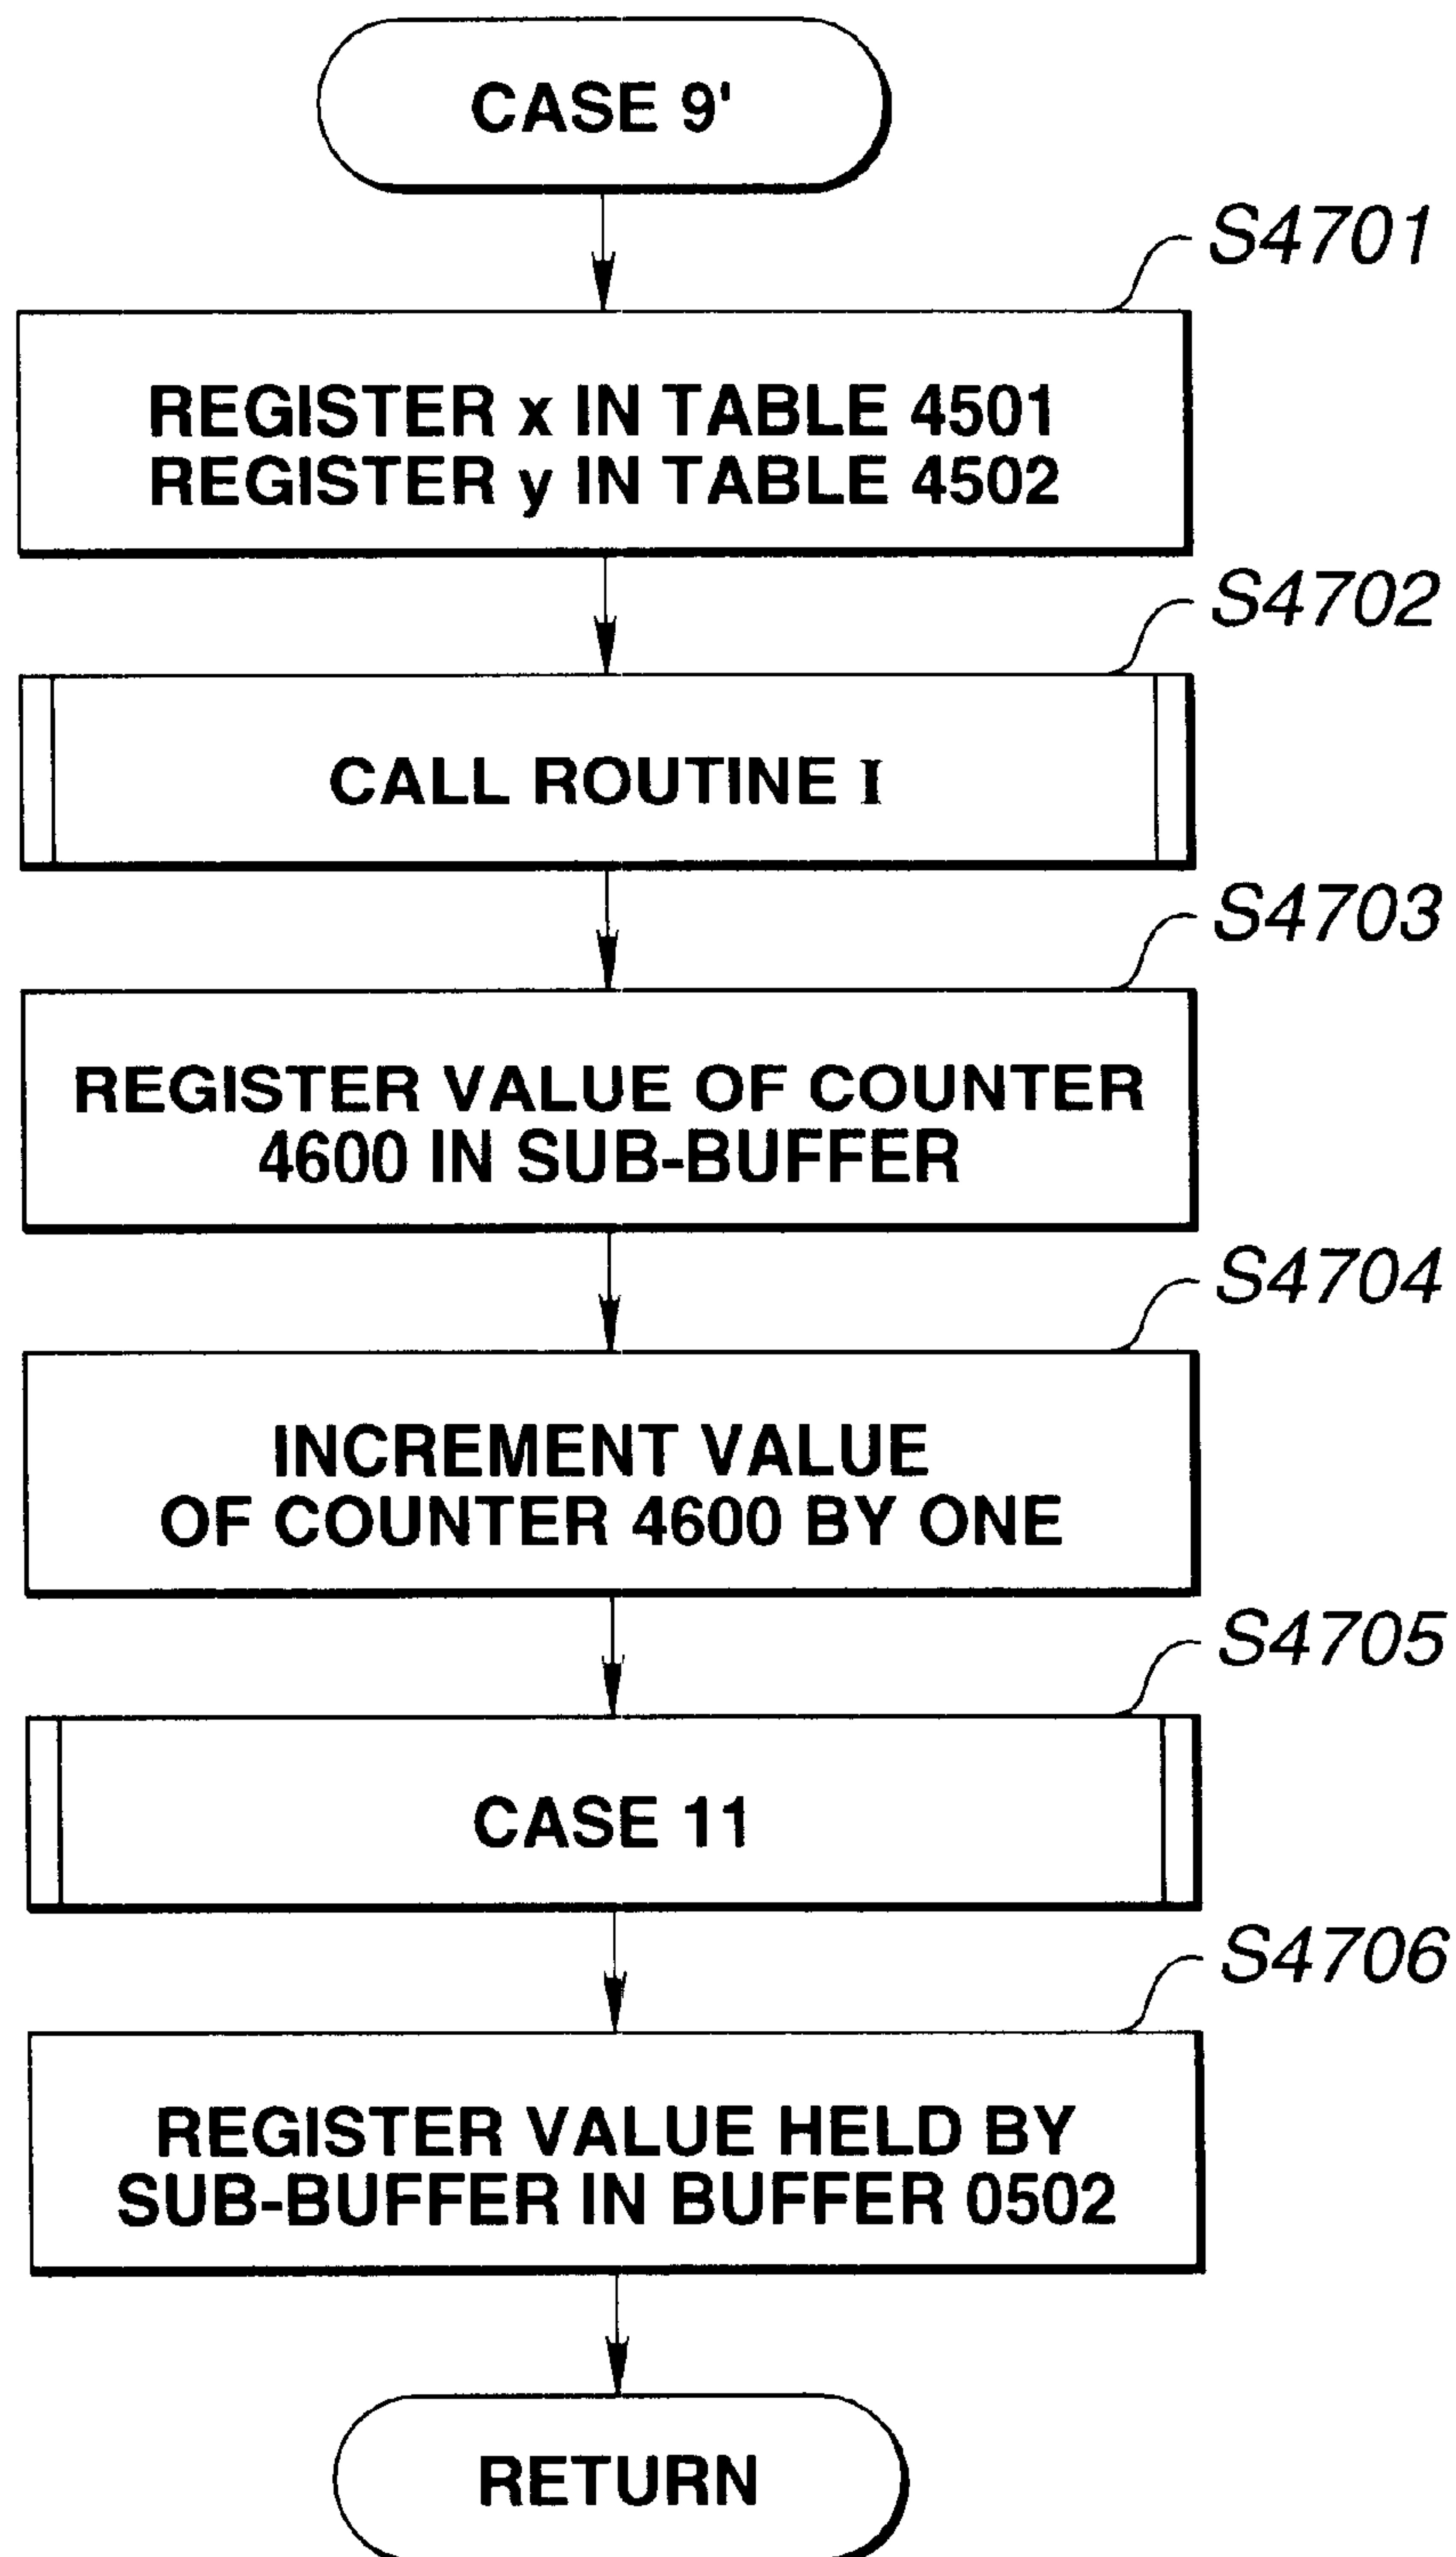 CASE 9'
S4701
REGISTER x IN TABLE 4501
REGISTER y IN TABLE 4502
S4702
CALL ROUTINE I
S4703
REGISTER VALUE OF COUNTER
4600 IN SUB-BUFFER
S4704
INCREMENT VALUE
OF COUNTER 4600 BY ONE
S4705
CASE 11
S4706
REGISTER VALUE HELD BY
SUB-BUFFER IN BUFFER 0502
RETURN